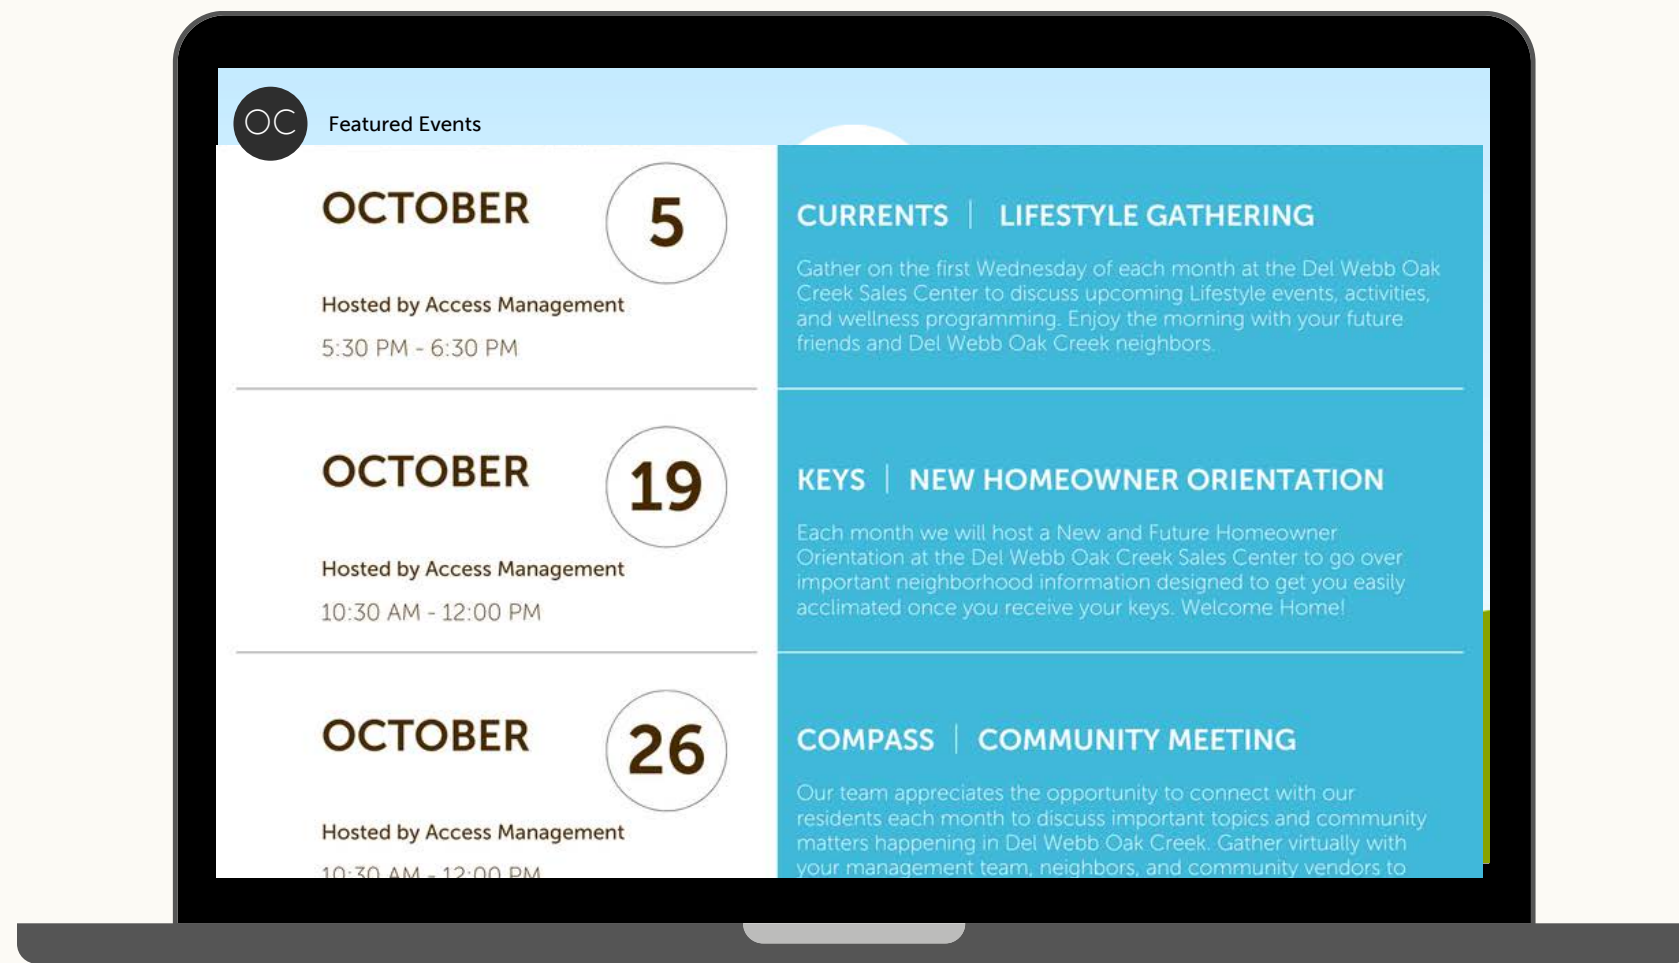 OC
Featured Events
OCTOBER
5
Hosted by Access Management
5:30 PM - 6:30 PM
CURRENTS | LIFESTYLE GATHERING
Gather on the first Wednesday of each month at the Del Webb Oak
Creek Sales Center to discuss upcoming Lifestyle events, activities,
and wellness programming. Enjoy the morning with your future
friends and Del Webb Oak Creek neighbors.
OCTOBER
19
Hosted by Access Management
10:30 AM - 12:00 PM
KEYS | NEW HOMEOWNER ORIENTATION
Each month we will host a New and Future Homeowner
Orientation at the Del Webb Oak Creek Sales Center to go over
important neighborhood information designed to get you easily
acclimated once you receive your keys. Welcome Home!
OCTOBER
26
Hosted by Access Management
10:30 AM - 12:00 PM
COMPASS | COMMUNITY MEETING
Our team appreciates the opportunity to connect with our
residents each month to discuss important topics and community
matters happening in Del Webb Oak Creek. Gather virtually with
your management team, neighbors, and community vendors to